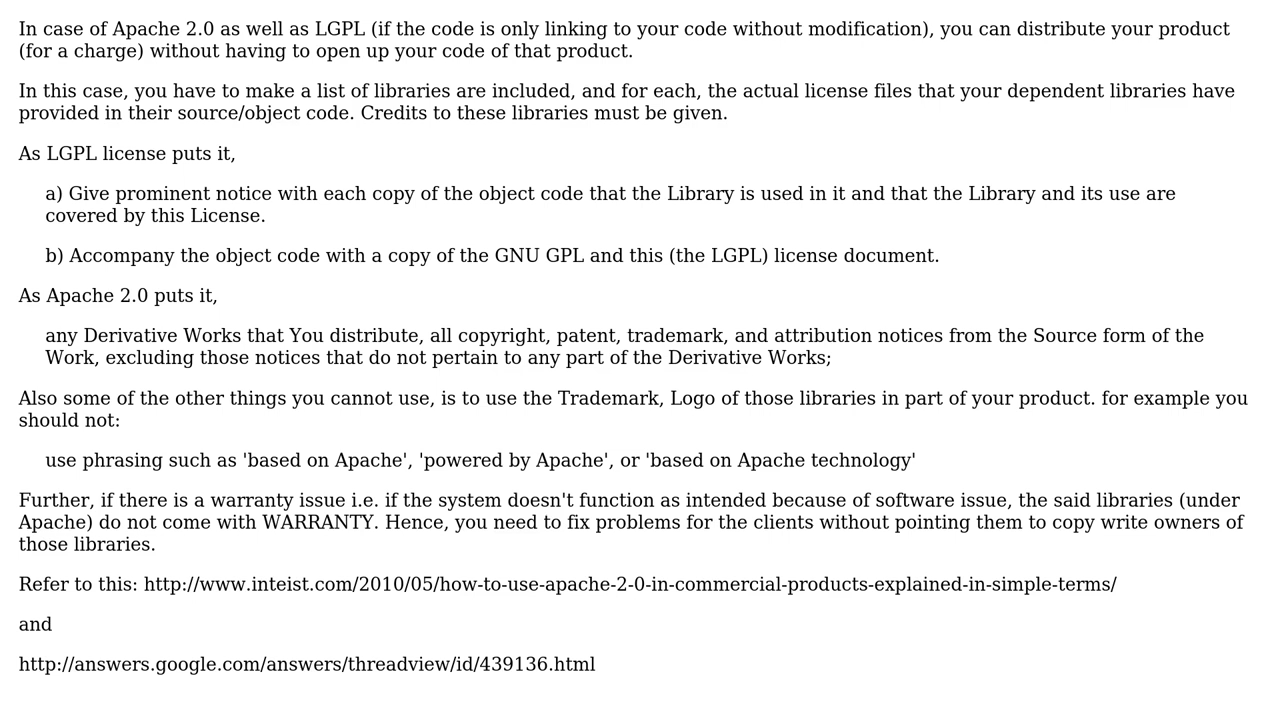 In case of Apache 2.0 as well as LGPL (if the code is only linking to your code without modification), you can distribute your product
(for a charge) without having to open up your code of that product.
In this case, you have to make a list of libraries are included, and for each, the actual license files that your dependent libraries have
provided in their source/object code. Credits to these libraries must be given.
As LGPL license puts it,
a) Give prominent notice with each copy of the object code that the Library is used in it and that the Library and its use are
covered by this License.
b) Accompany the object code with a copy of the GNU GPL and this (the LGPL) license document.
As Apache 2.0 puts it,
any Derivative Works that You distribute, all copyright, patent, trademark, and attribution notices from the Source form of the
Work, excluding those notices that do not pertain to any part of the Derivative Works;
Also some of the other things you cannot use, is to use the Trademark, Logo of those libraries in part of your product. for example you
should not:
use phrasing such as 'based on Apache', 'powered by Apache', or 'based on Apache technology'
Further, if there is a warranty issue i.e. if the system doesn't function as intended because of software issue, the said libraries (under
Apache) do not come with WARRANTY. Hence, you need to fix problems for the clients without pointing them to copy write owners of
those libraries.
Refer to this: http://www.inteist.com/2010/05/how-to-use-apache-2-0-in-commercial-products-explained-in-simple-terms/
and
http://answers.google.com/answers/threadview/id/439136.html